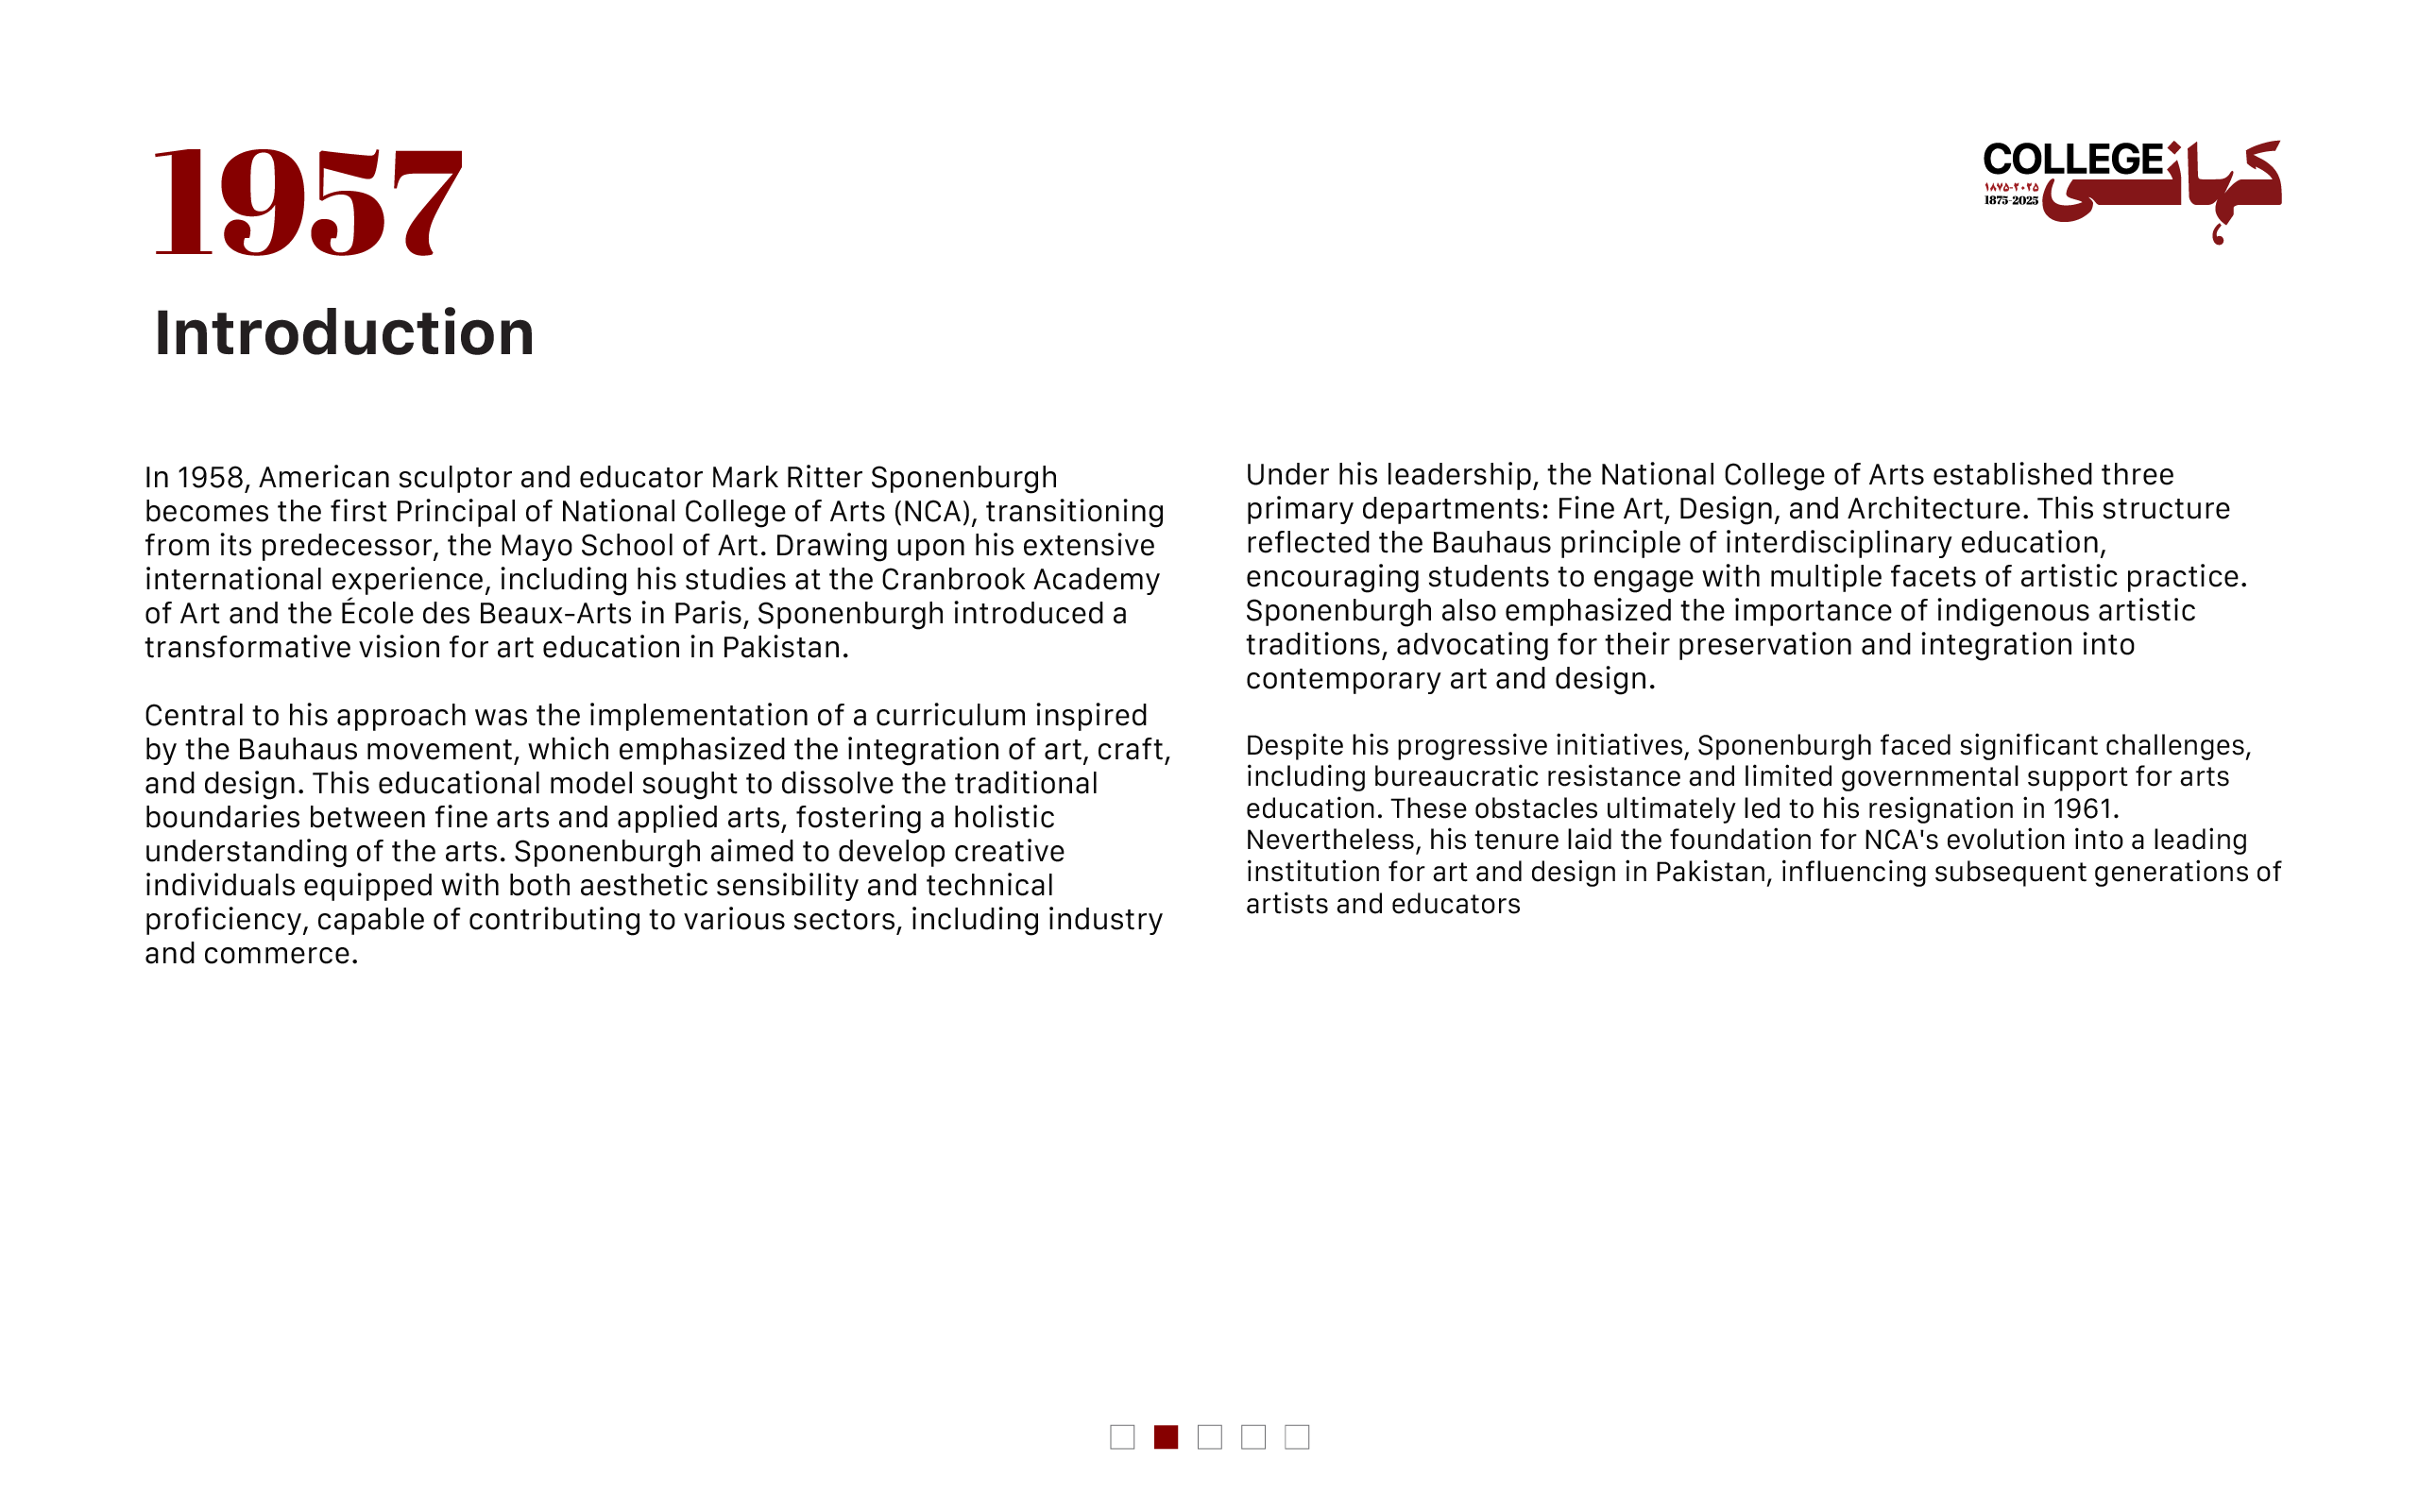 1957
COLLEGE کہانی
۱۸۷۵-۲۰۲۵
1875-2025
Introduction
In 1958, American sculptor and educator Mark Ritter Sponenburgh
becomes the first Principal of National College of Arts (NCA), transitioning
from its predecessor, the Mayo School of Art. Drawing upon his extensive
international experience, including his studies at the Cranbrook Academy
of Art and the École des Beaux-Arts in Paris, Sponenburgh introduced a
transformative vision for art education in Pakistan.
Central to his approach was the implementation of a curriculum inspired
by the Bauhaus movement, which emphasized the integration of art, craft,
and design. This educational model sought to dissolve the traditional
boundaries between fine arts and applied arts, fostering a holistic
understanding of the arts. Sponenburgh aimed to develop creative
individuals equipped with both aesthetic sensibility and technical
proficiency, capable of contributing to various sectors, including industry
and commerce.
Under his leadership, the National College of Arts established three
primary departments: Fine Art, Design, and Architecture. This structure
reflected the Bauhaus principle of interdisciplinary education,
encouraging students to engage with multiple facets of artistic practice.
Sponenburgh also emphasized the importance of indigenous artistic
traditions, advocating for their preservation and integration into
contemporary art and design.
Despite his progressive initiatives, Sponenburgh faced significant challenges,
including bureaucratic resistance and limited governmental support for arts
education. These obstacles ultimately led to his resignation in 1961.
Nevertheless, his tenure laid the foundation for NCA's evolution into a leading
institution for art and design in Pakistan, influencing subsequent generations of
artists and educators